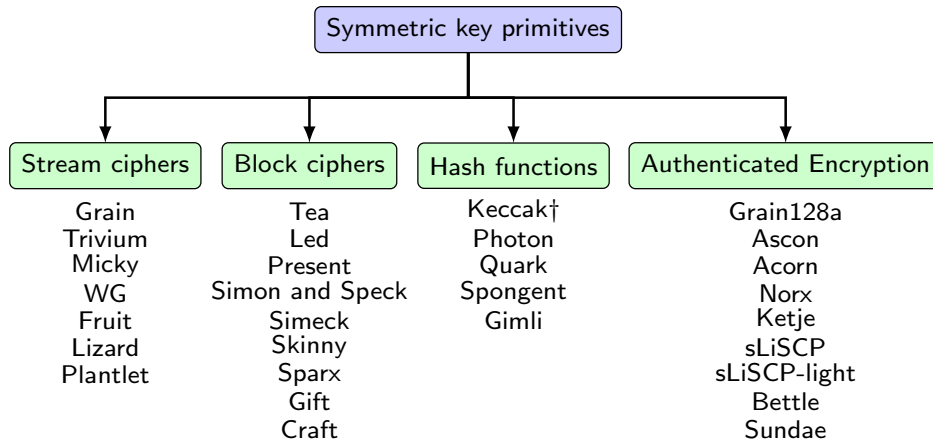 Symmetric key primitives
Stream ciphers
Grain
Trivium
Micky
WG
Fruit
Lizard
Plantlet
Block ciphers
Tea
Led
Present
Simon and Speck
Simeck
Skinny
Sparx
Gift
Craft
Hash functions
Keccak†
Photon
Quark
Spongent
Gimli
Authenticated Encryption
Grain128a
Ascon
Acorn
Norx
Ketje
sLiSCP
sLiSCP-light
Bettle
Sundae